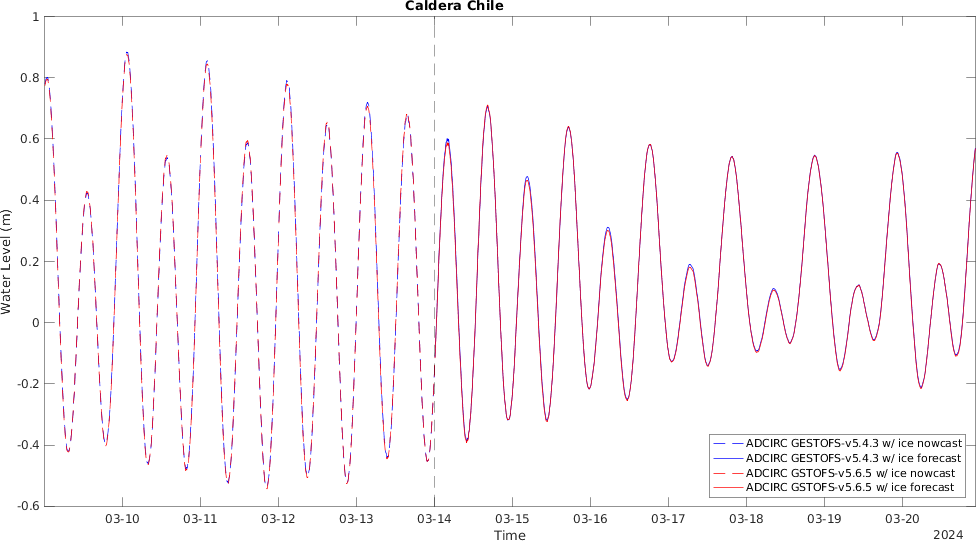 Caldera Chile
1
0.8
0.6
0.4
0.2
0
-0.2
-0.4
-0.6
Water Level (m)
03-10 03-11 03-12 03-13 03-14 03-15 03-16 03-17 03-18 03-19 03-20
Time
2024
ADCIRC GESTOFS-v5.4.3 w/ ice nowcast
ADCIRC GESTOFS-v5.4.3 w/ ice forecast
ADCIRC GSTOFS-v5.6.5 w/ ice nowcast
ADCIRC GSTOFS-v5.6.5 w/ ice forecast